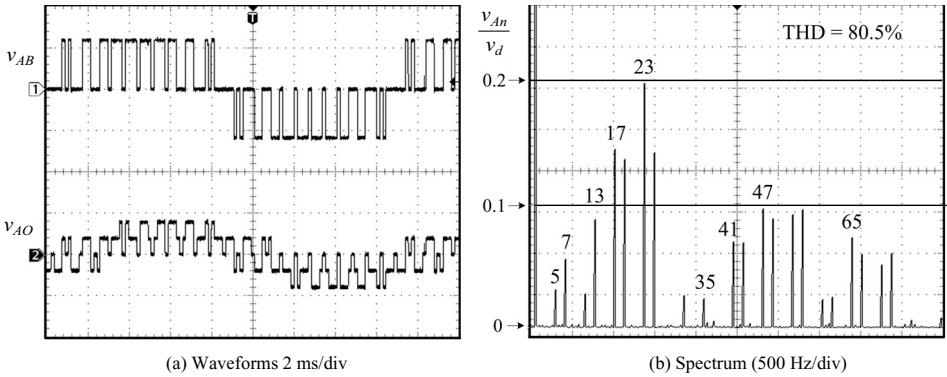 v_AB
1
v_AO
2
T
(a) Waveforms 2 ms/div
v_An
v_d
THD = 80.5%
0.2
0.1
0
5
7
13
17
23
35
41
47
65
(b) Spectrum (500 Hz/div)